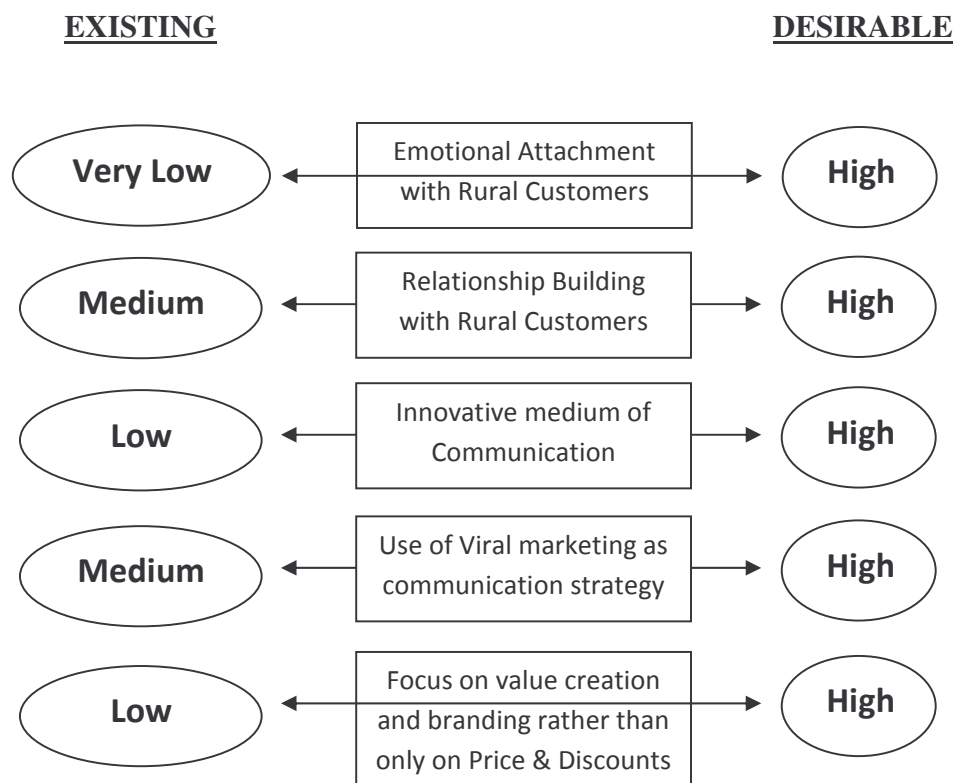 EXISTING DESIRABLE
Very Low
Emotional Attachment
with Rural Customers
High
Medium
Relationship Building
with Rural Customers
High
Low
Innovative medium of
Communication
High
Medium
Use of Viral marketing as
communication strategy
High
Low
Focus on value creation
and branding rather than
only on Price & Discounts
High